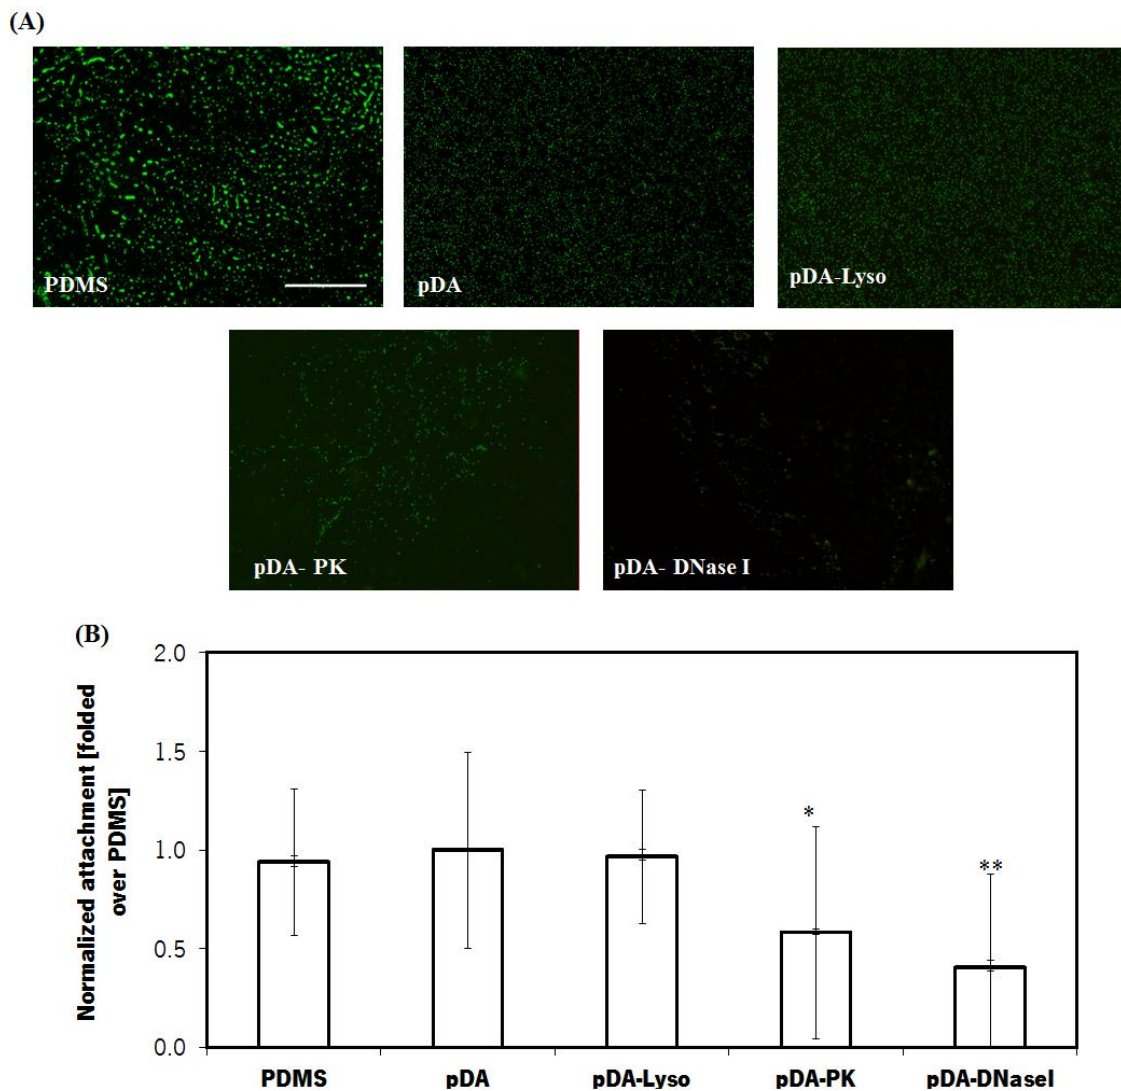 (A)
PDMS
pDA
pDA-Lyso
pDA- PK
pDA- DNase I
(B)
Normalized attachment [folded
over PDMS]
2.0
1.5
1.0
0.5
0.0
*
**
PDMS
pDA
pDA-Lyso
pDA-PK
pDA-DNaseI